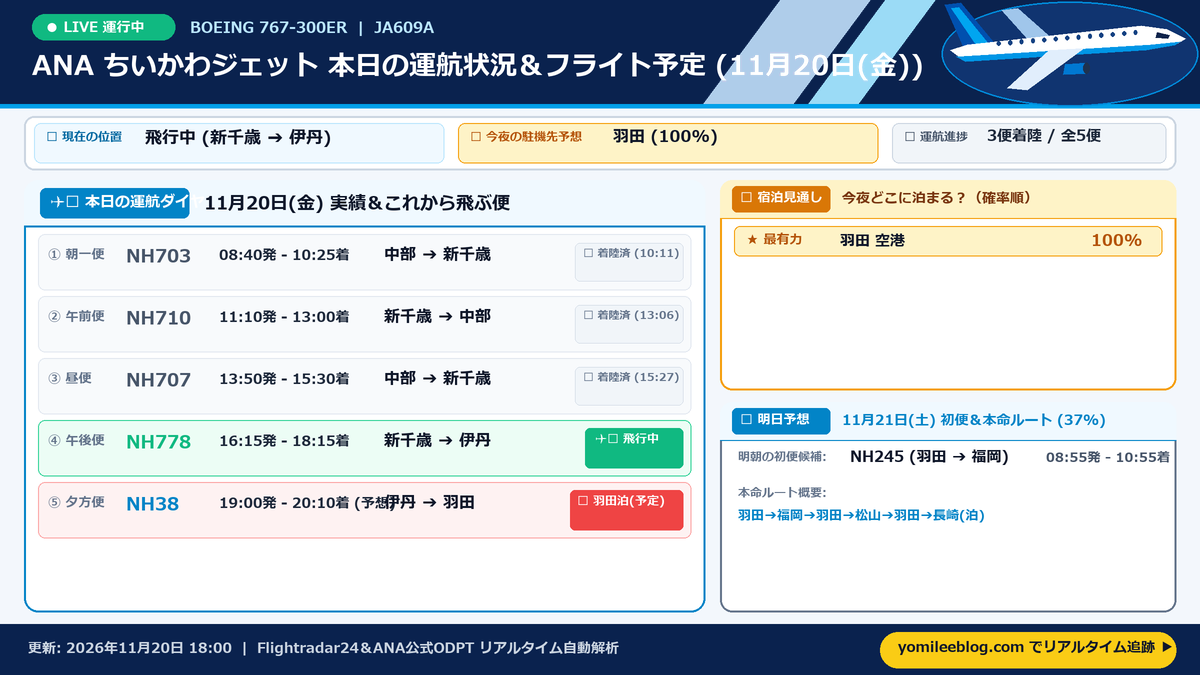 ● LIVE 運行中 BOEING 767-300ER | JA609A
ANA ちいかわジェット 本日の運航状況&フライト予定 (11月20日(金))
□ 現在の位置 飛行中 (新千歳 → 伊丹)
□ 今夜の駐機先予想 羽田 (100%)
□ 運航進捗 3便着陸 / 全5便
✈□ 本日の運航ダイ 11月20日(金) 実績&これから飛ぶ便
① 朝一便 NH703 08:40発 - 10:25着 中部 → 新千歳 □ 着陸済 (10:11)
② 午前便 NH710 11:10発 - 13:00着 新千歳 → 中部 □ 着陸済 (13:06)
③ 昼便 NH707 13:50発 - 15:30着 中部 → 新千歳 □ 着陸済 (15:27)
④ 午後便 NH778 16:15発 - 18:15着 新千歳 → 伊丹 ✈□ 飛行中
⑤ 夕方便 NH38 19:00発 - 20:10着 (予想) 伊丹 → 羽田 □ 羽田泊(予定)
□ 宿泊見通し 今夜どこに泊まる?(確率順)
★ 最有力 羽田 空港 100%
□ 明日予想 11月21日(土) 初便&本命ルート (37%)
明朝の初便候補: NH245 (羽田 → 福岡) 08:55発 - 10:55着
本命ルート概要:
羽田→福岡→羽田→松山→羽田→長崎(泊)
更新: 2026年11月20日 18:00 | Flightradar24&ANA公式ODPT リアルタイム自動解析
yomileeblog.com でリアルタイム追跡 ▶